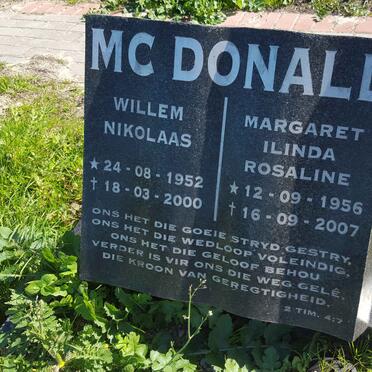 MC DONALD
WILLEM
NIKOLAAS
★ 24-08-1952
† 18-03-2000
MARGARET
ILINDA
ROSALINE
★ 12-09-1956
† 16-09-2007
ONS HET DIE GOEIE STRYD GESTRY,
ONS HET DIE WEDLOOP VOLEINDIG,
ONS HET DIE GELOOF BEHOU.
VERDER IS VIR ONS DIE WEG GELÊ,
DIE KROON VAN GEREGTIGHEID.
2 TIM. 4:7